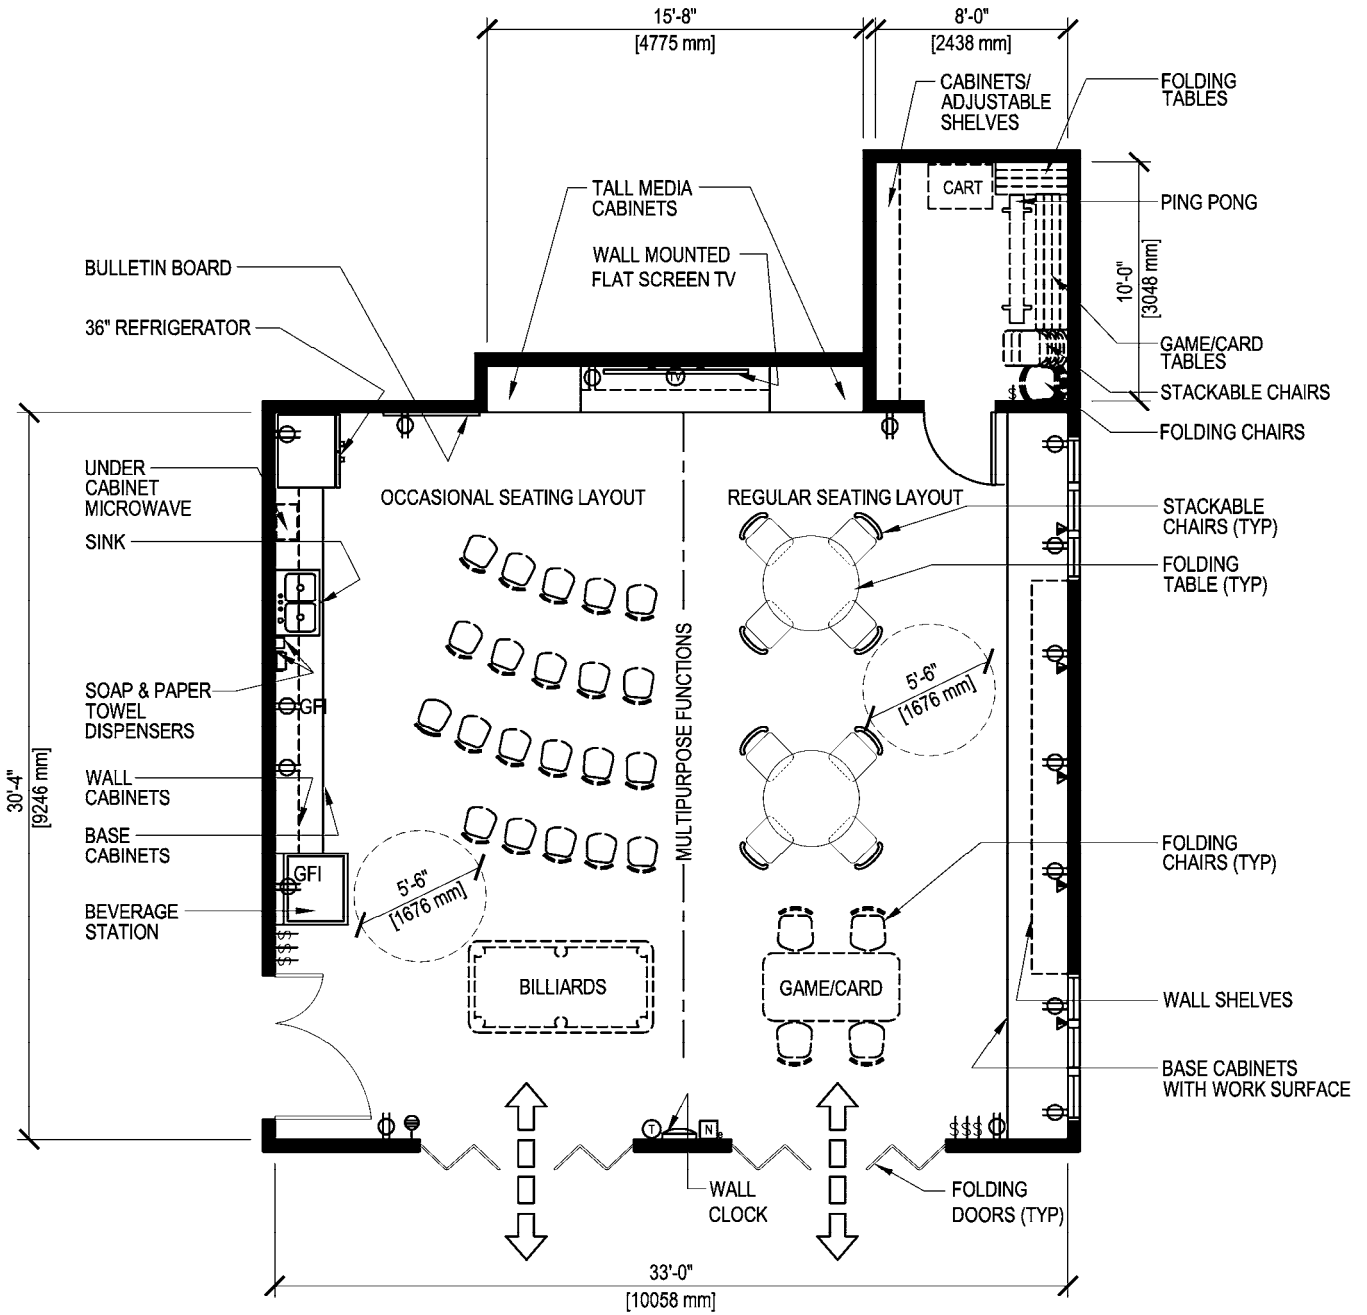 15'-8"
[4775 mm]
8'-0"
[2438 mm]
CABINETS/
ADJUSTABLE
SHELVES
FOLDING
TABLES
CART
TALL MEDIA
CABINETS
PING PONG
WALL MOUNTED
FLAT SCREEN TV
BULLETIN BOARD
10'-0"
[3048 mm]
36" REFRIGERATOR
GAME/CARD
TABLES
TV
STACKABLE CHAIRS
S
FOLDING CHAIRS
UNDER
CABINET
MICROWAVE
OCCASIONAL SEATING LAYOUT
REGULAR SEATING LAYOUT
STACKABLE
CHAIRS (TYP)
SINK
FOLDING
TABLE (TYP)
MULTIPURPOSE FUNCTIONS
5'-6"
[1676 mm]
SOAP & PAPER
TOWEL
DISPENSERS
GFI
30'-4"
[9246 mm]
WALL
CABINETS
BASE
CABINETS
FOLDING
CHAIRS (TYP)
GFI
5'-6"
[1676 mm]
BEVERAGE
STATION
S
S
S
BILLIARDS
GAME/CARD
WALL SHELVES
BASE CABINETS
WITH WORK SURFACE
T
N
SSS
WALL
CLOCK
FOLDING
DOORS (TYP)
33'-0"
[10058 mm]